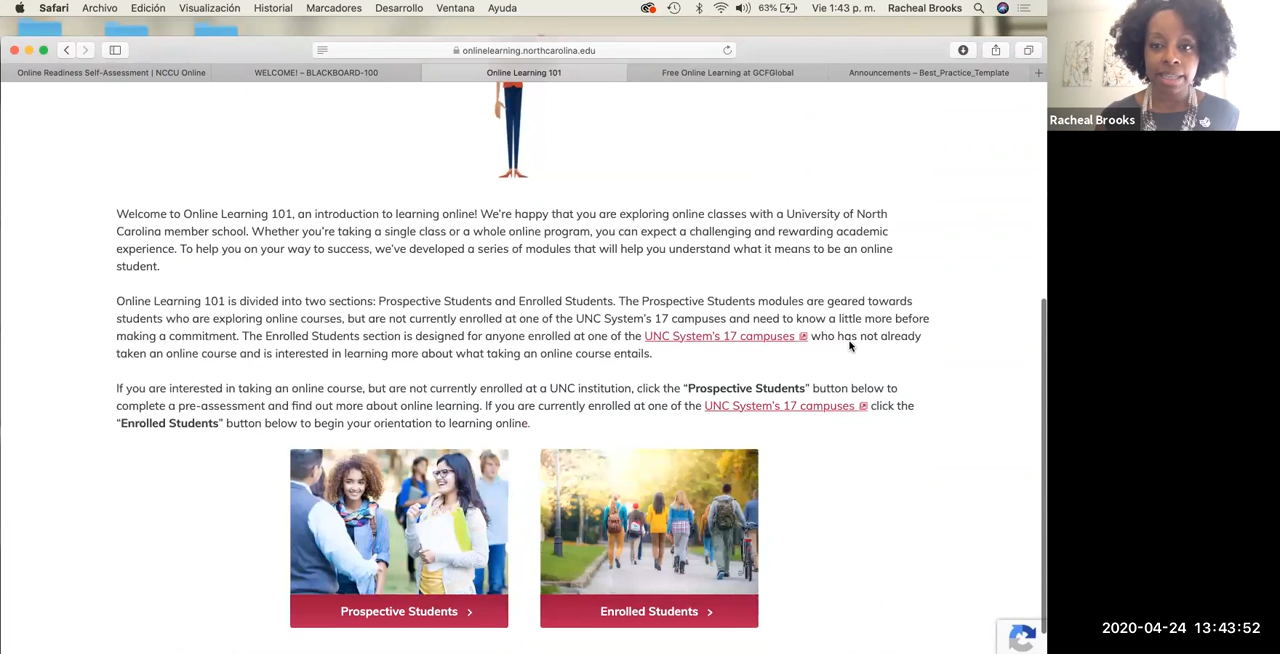 Safari Archivo Edición Visualización Historial Marcadores Desarrollo Ventana Ayuda 63% Vie 1:43 p. m. Racheal Brooks
onlinelearning.northcarolina.edu
Online Readiness Self-Assessment | NCCU Online WELCOME! – BLACKBOARD-100 Online Learning 101 Free Online Learning at GCFGlobal Announcements – Best_Practice_Template
Racheal Brooks
Welcome to Online Learning 101, an introduction to learning online! We're happy that you are exploring online classes with a University of North
Carolina member school. Whether you're taking a single class or a whole online program, you can expect a challenging and rewarding academic
experience. To help you on your way to success, we've developed a series of modules that will help you understand what it means to be an online
student.
Online Learning 101 is divided into two sections: Prospective Students and Enrolled Students. The Prospective Students modules are geared towards
students who are exploring online courses, but are not currently enrolled at one of the UNC System's 17 campuses and need to know a little more before
making a commitment. The Enrolled Students section is designed for anyone enrolled at one of the UNC System's 17 campuses who has not already
taken an online course and is interested in learning more about what taking an online course entails.
If you are interested in taking an online course, but are not currently enrolled at a UNC institution, click the "Prospective Students" button below to
complete a pre-assessment and find out more about online learning. If you are currently enrolled at one of the UNC System's 17 campuses click the
"Enrolled Students" button below to begin your orientation to learning online.
Prospective Students
Enrolled Students
2020-04-24 13:43:52